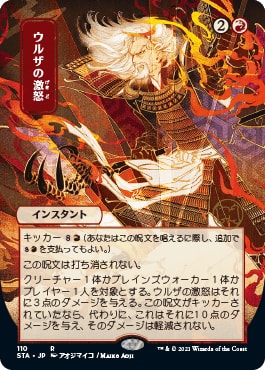 ウルザの激怒
げきど
2
インスタント
キッカー 8 (あなたはこの呪文を唱えるに際し、追加で
8 を支払ってもよい。)
この呪文は打ち消されない。
クリーチャー1体かプレインズウォーカー1体か
プレイヤー1人を対象とする。ウルザの激怒はそ
れに3点のダメージを与える。この呪文がキッカー
されていたなら、代わりに、これはそれに10点のダ
メージを与え、そのダメージは軽減されない。
110 R
STA・JP アオジマイコ / MAIKO AOJI
™ & © 2021 Wizards of the Coast